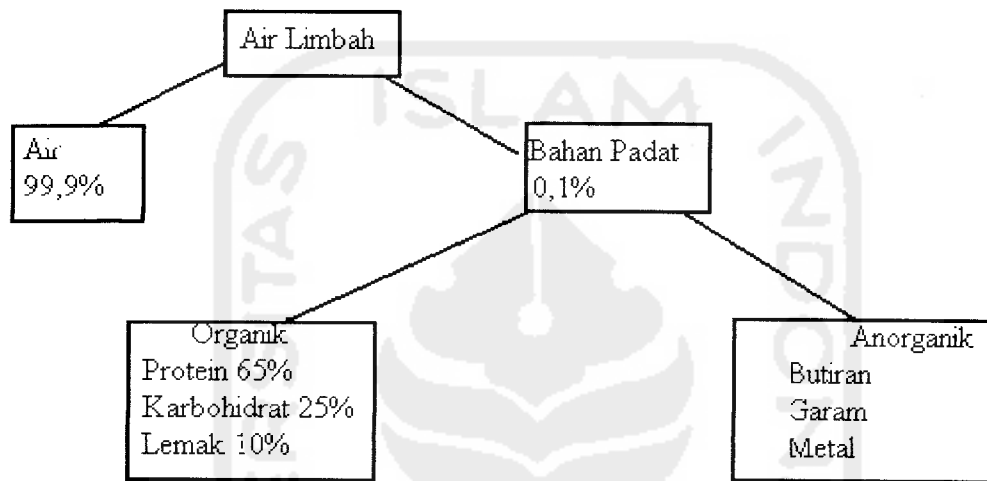 Air Limbah
Air
99,9%
Bahan Padat
0,1%
Organik
Protein 65%
Karbohidrat 25%
Lemak 10%
Anorganik
Butiran
Garam
Metal
ISLAM